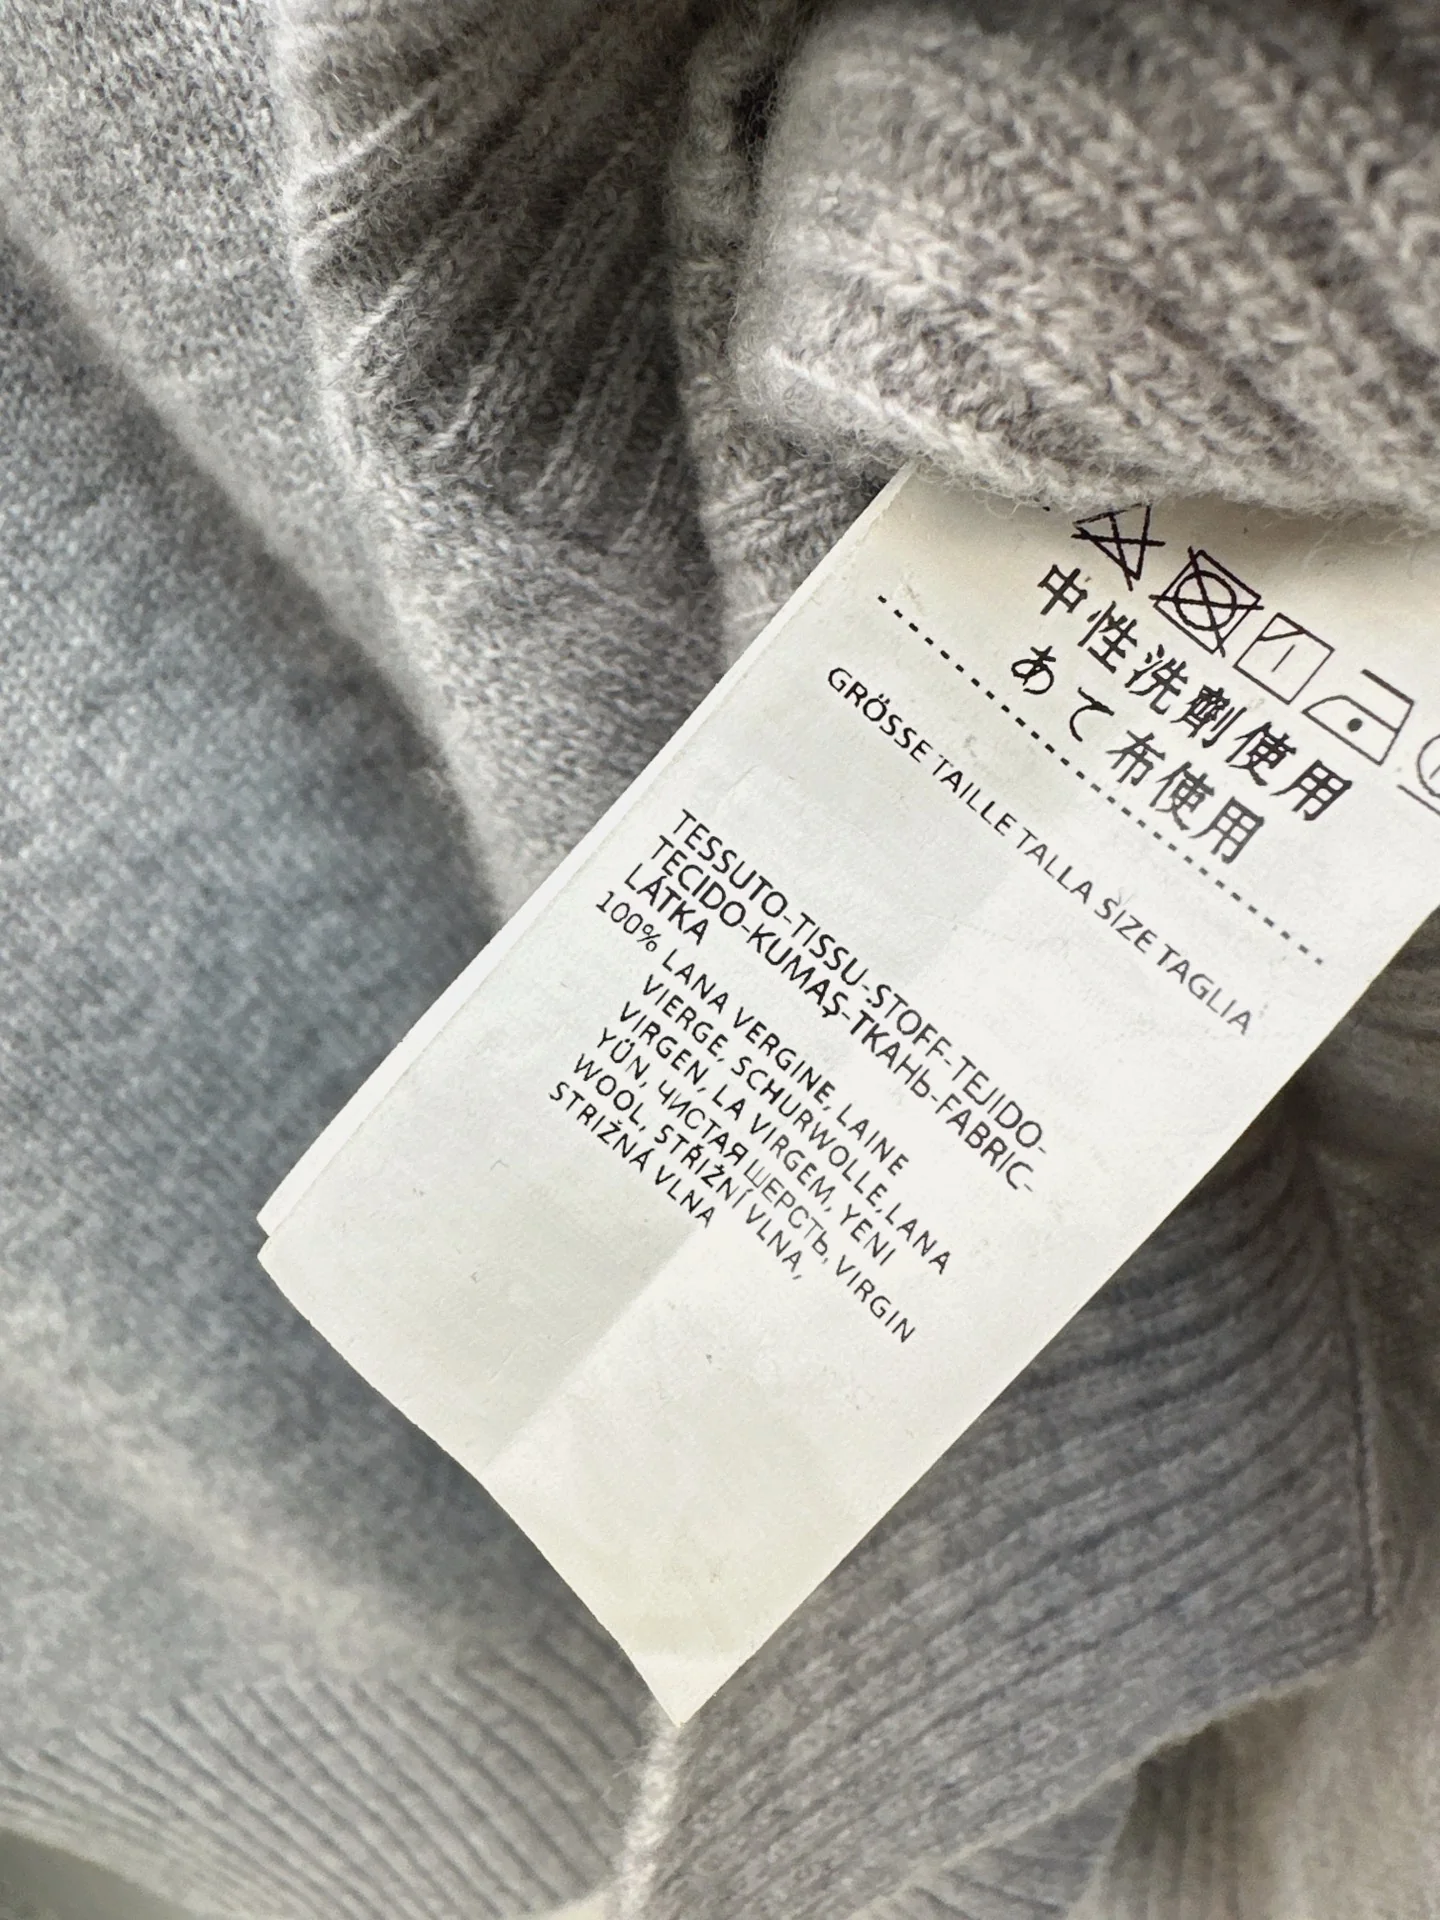 中性洗剤使用
あて布使用
GRÖSSE TAILLE TALLA SIZE TAGLIA
TESSUTO-TISSU-STOFF-TEJIDO-
TECIDO-KUMAŞ-TKAHb-FABRIC-
LÁTKA
100% LANA VERGINE, LAINE
VIERGE, SCHURWOLLE, LANA
VIRGEN, LA VIRGEM, YENI
YÜN, ЧИСТАЯ ШЕРСТЬ, VIRGIN
WOOL, STŘIŽNÍ VLNA,
STRIŽNÁ VLNA